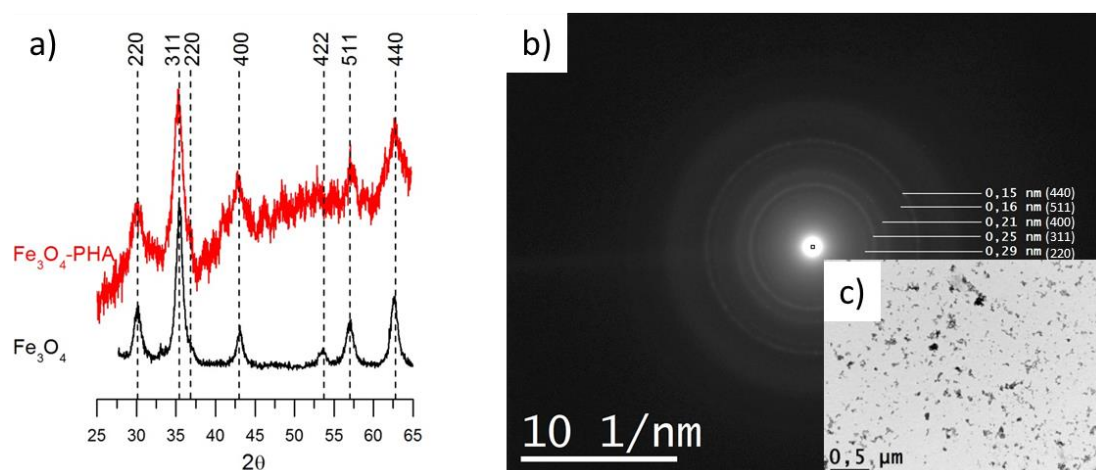 a)
220
311
220
400
422
511
440
Fe₃O₄-PHA
Fe₃O₄
25 30 35 40 45 50 55 60 65
2θ
b)
0,15 nm (440)
0,16 nm (511)
0,21 nm (400)
0,25 nm (311)
0,29 nm (220)
10 1/nm
c)
0,5 µm